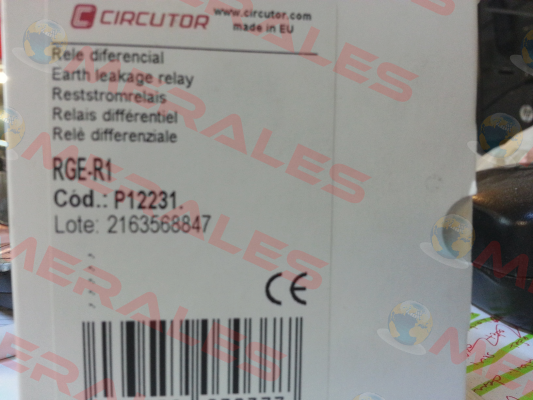 CIRCUTOR
www.circutor.com
made in EU
Rele diferencial
Earth leakage relay
Reststromrelais
Relais différentiel
Relè differenziale
RGE-R1
Cód.: P12231.
Lote: 2163568847
CE